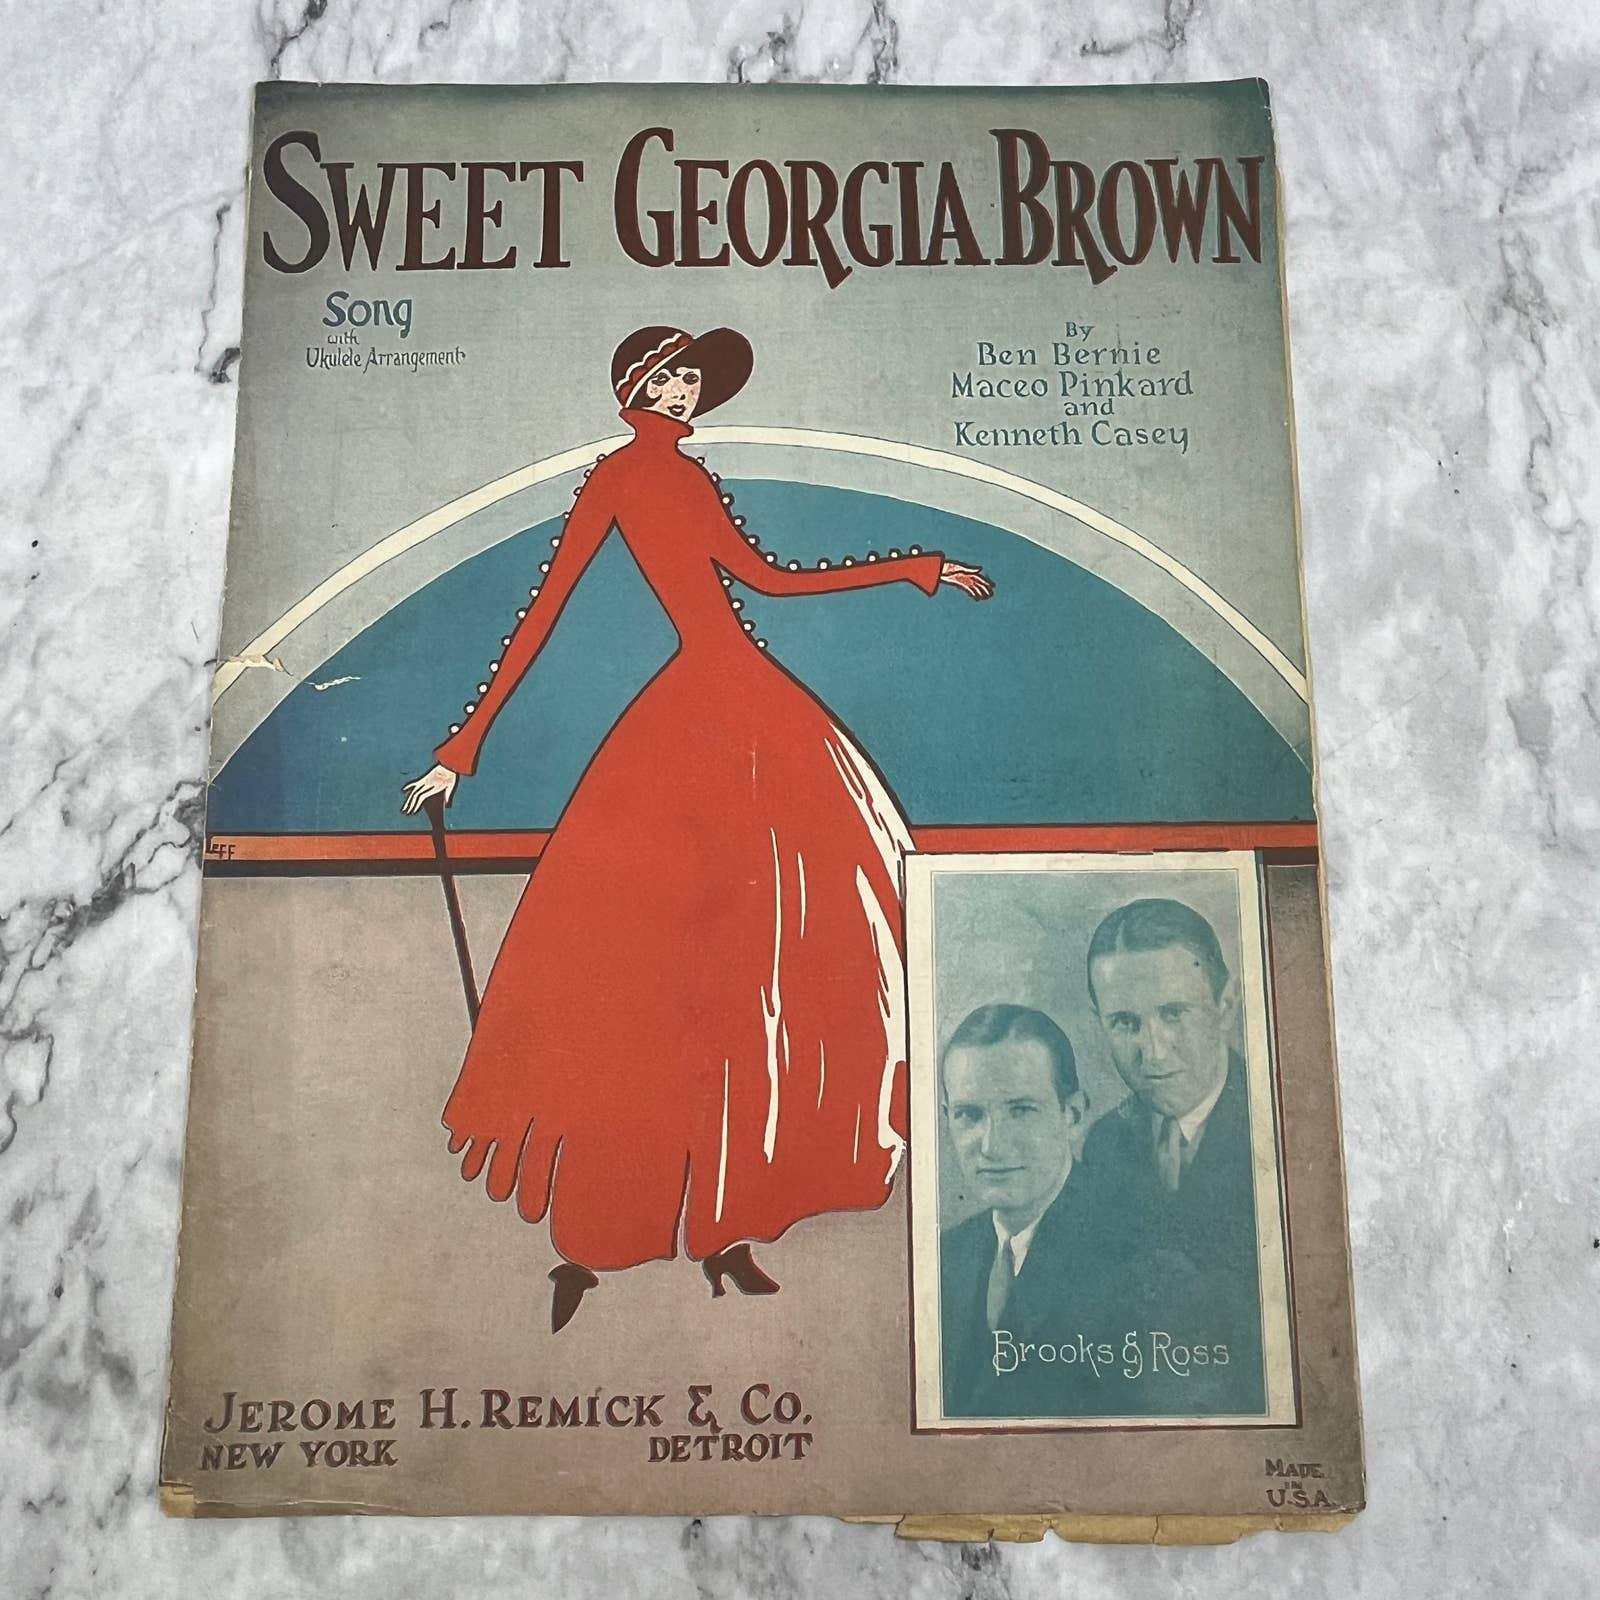 SWEET GEORGIA BROWN
Song
with
Ukulele Arrangement
By
Ben Bernie
Maceo Pinkard
and
Kenneth Casey
Leff
Brooks & Ross
JEROME H. REMICK & CO.
NEW YORK DETROIT
MADE
IN
U.S.A.